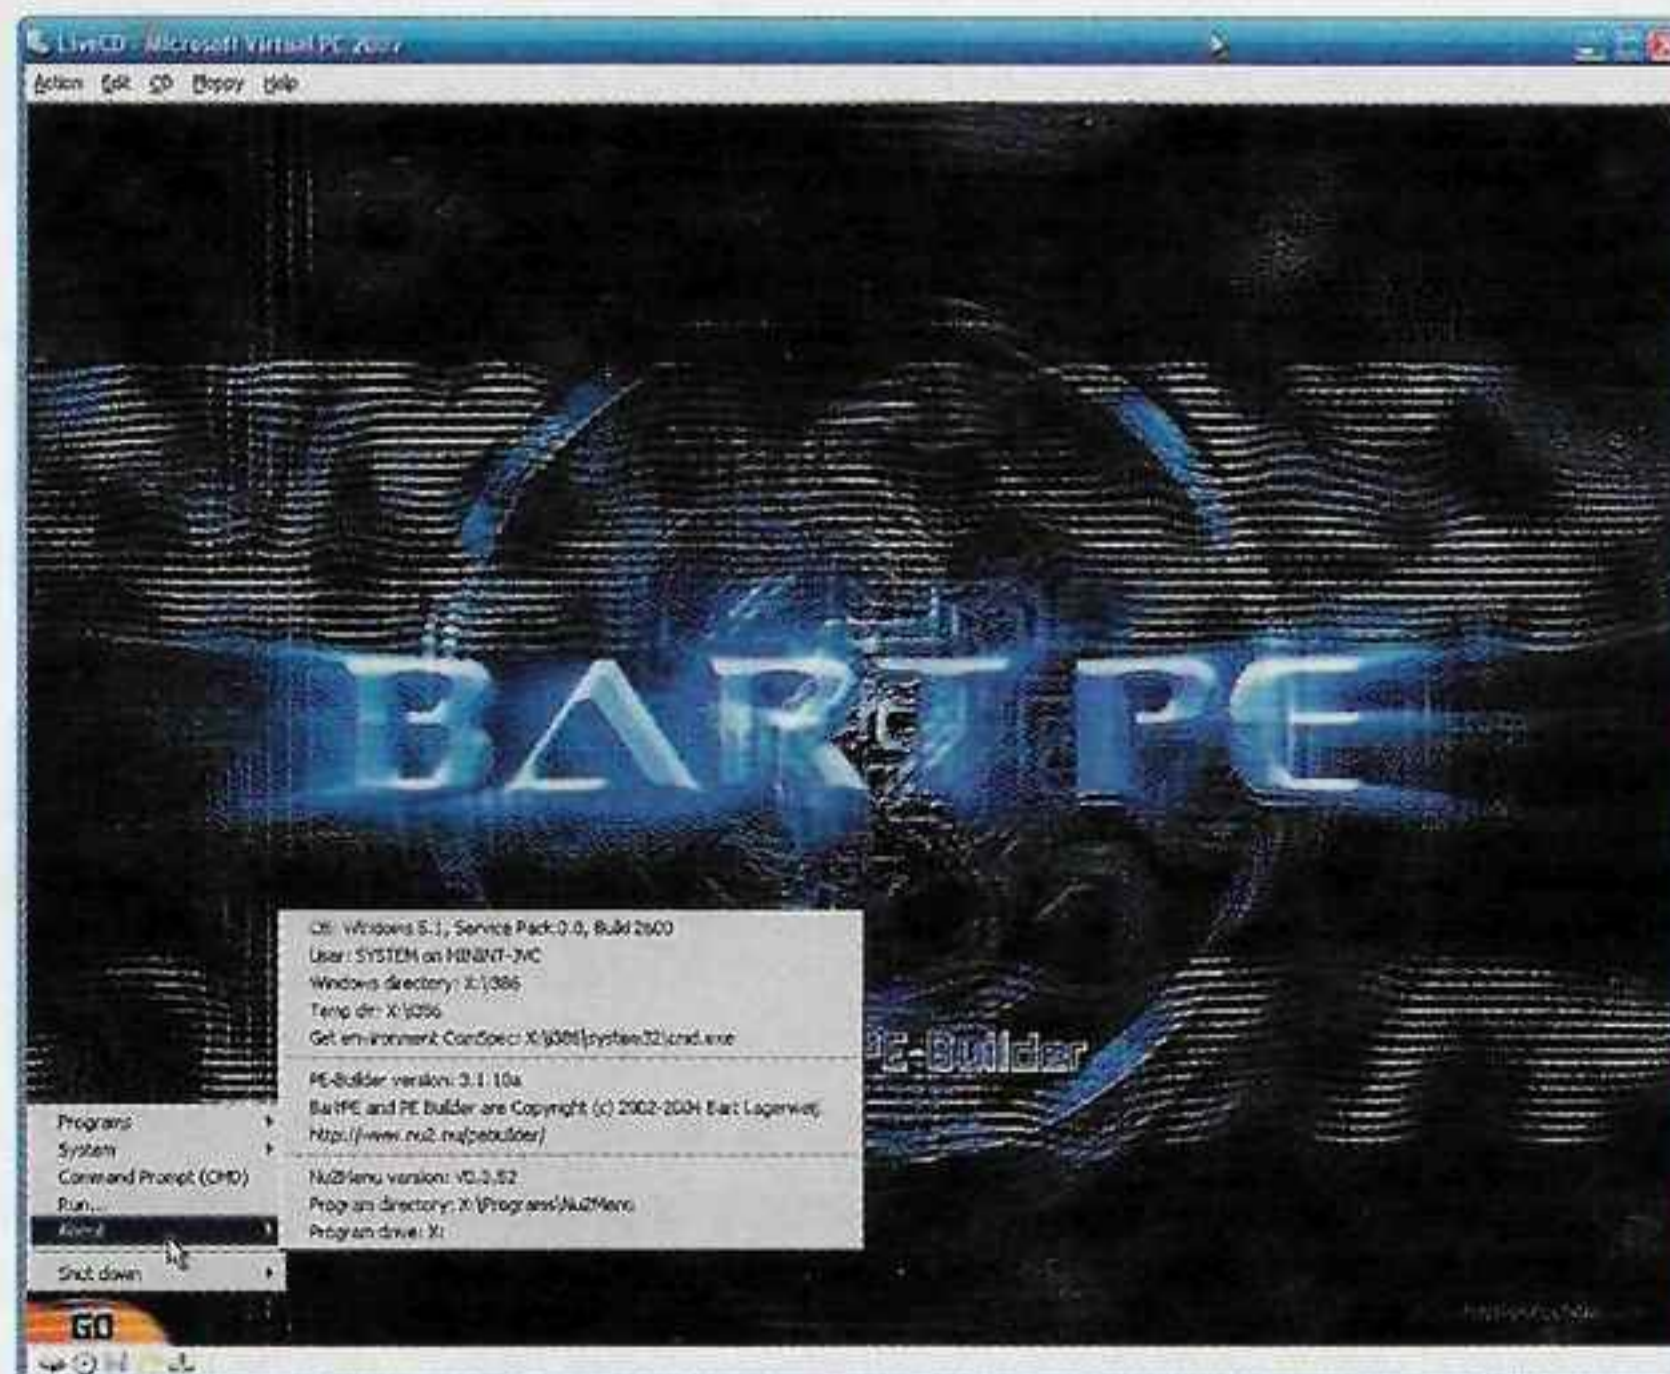 LiveCD - Microsoft Virtual PC 2007
Action Edit CD Floppy Help
BARTPE
OS: Windows 5.1, Service Pack 0.0, Build 2600
User: SYSTEM on MININT-JVC
Windows directory: X:\i386
Temp dir: X:\i386
Get environment ComSpec: X:\i386\system32\cmd.exe
PE-Builder
PE-Builder version: 3.1.10a
BartPE and PE Builder are Copyright (c) 2002-2004 Bart Lagerweij.
http://www.nu2.nu/pebuilder/
Nu2Menu version: V0.3.52
Program directory: X:\Programs\Nu2Menu
Program drive: X:
Programs
System
Command Prompt (CMD)
Run...
About
Shut down
GO